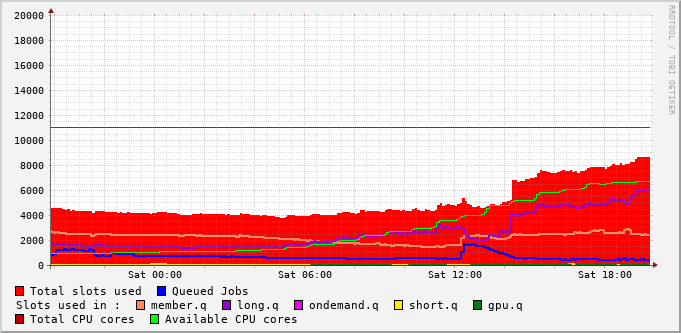 20000
18000
16000
14000
12000
10000
8000
6000
4000
2000
0
Sat 00:00 Sat 06:00 Sat 12:00 Sat 18:00
Total slots used Queued Jobs
Slots used in : member.q long.q ondemand.q short.q gpu.q
Total CPU cores Available CPU cores
RRDTOOL / TOBI OETIKER